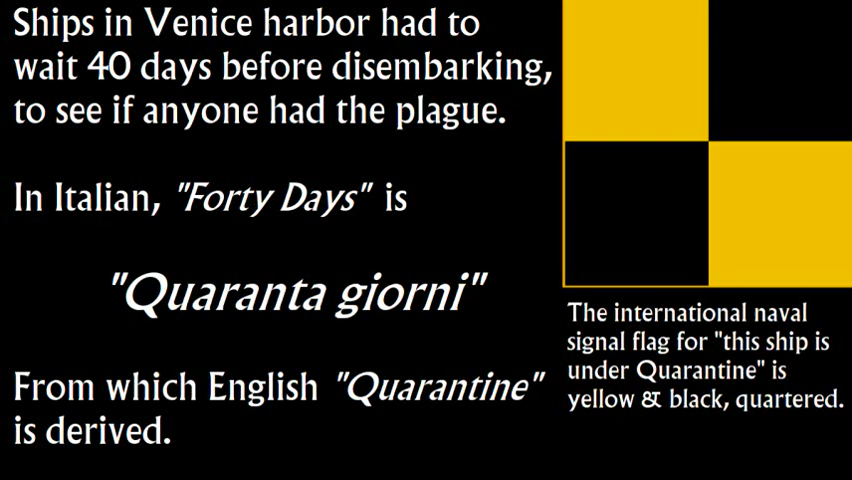 Ships in Venice harbor had to
wait 40 days before disembarking,
to see if anyone had the plague.
In Italian, "Forty Days" is
"Quaranta giorni"
From which English "Quarantine"
is derived.
The international naval
signal flag for "this ship is
under Quarantine" is
yellow & black, quartered.